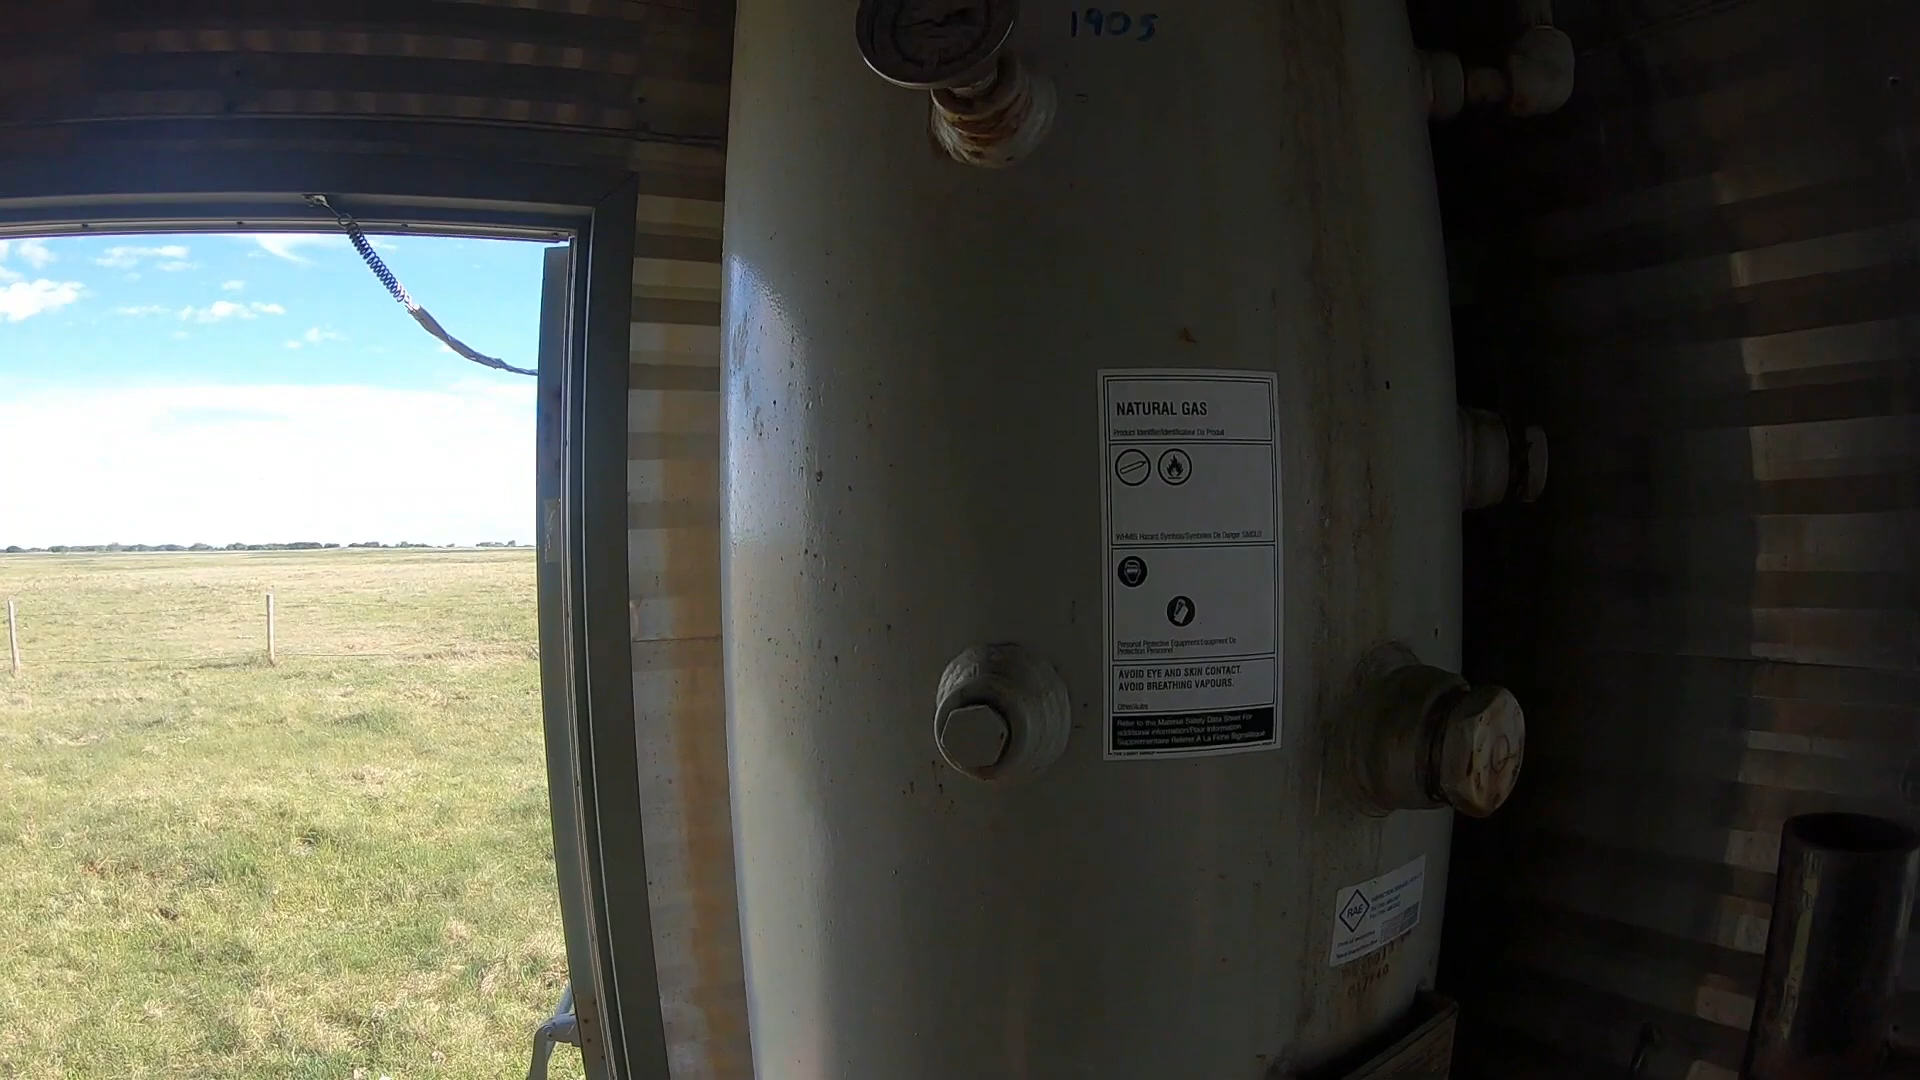 1905
NATURAL GAS
Product Identifier/Identificateur Du Produit
WHMIS Hazard Symbols/Symboles De Danger SIMDUT
Personal Protective Equipment/Equipment De
Protection Personnel
AVOID EYE AND SKIN CONTACT.
AVOID BREATHING VAPOURS.
Other/Autre
Refer to the Material Safety Data Sheet For
additional information/Pour Information
Supplementaire Referer A La Fiche Signaletique
RAE